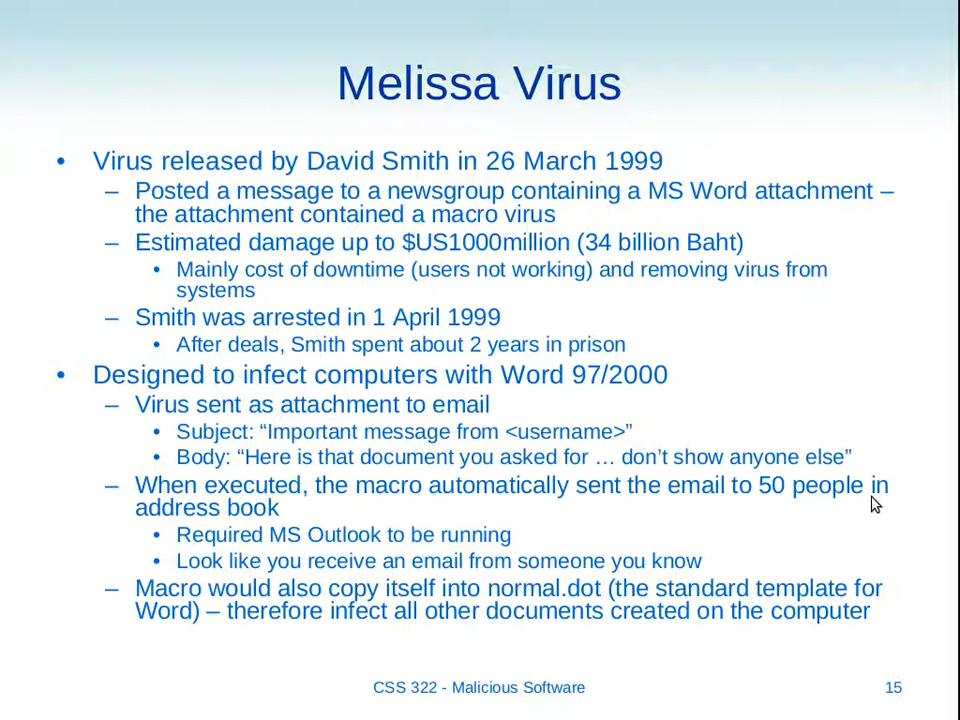 Melissa Virus
• Virus released by David Smith in 26 March 1999
– Posted a message to a newsgroup containing a MS Word attachment –
the attachment contained a macro virus
– Estimated damage up to $US1000million (34 billion Baht)
• Mainly cost of downtime (users not working) and removing virus from
systems
– Smith was arrested in 1 April 1999
• After deals, Smith spent about 2 years in prison
• Designed to infect computers with Word 97/2000
– Virus sent as attachment to email
• Subject: “Important message from <username>”
• Body: “Here is that document you asked for … don’t show anyone else”
– When executed, the macro automatically sent the email to 50 people in
address book
• Required MS Outlook to be running
• Look like you receive an email from someone you know
– Macro would also copy itself into normal.dot (the standard template for
Word) – therefore infect all other documents created on the computer
CSS 322 - Malicious Software
15